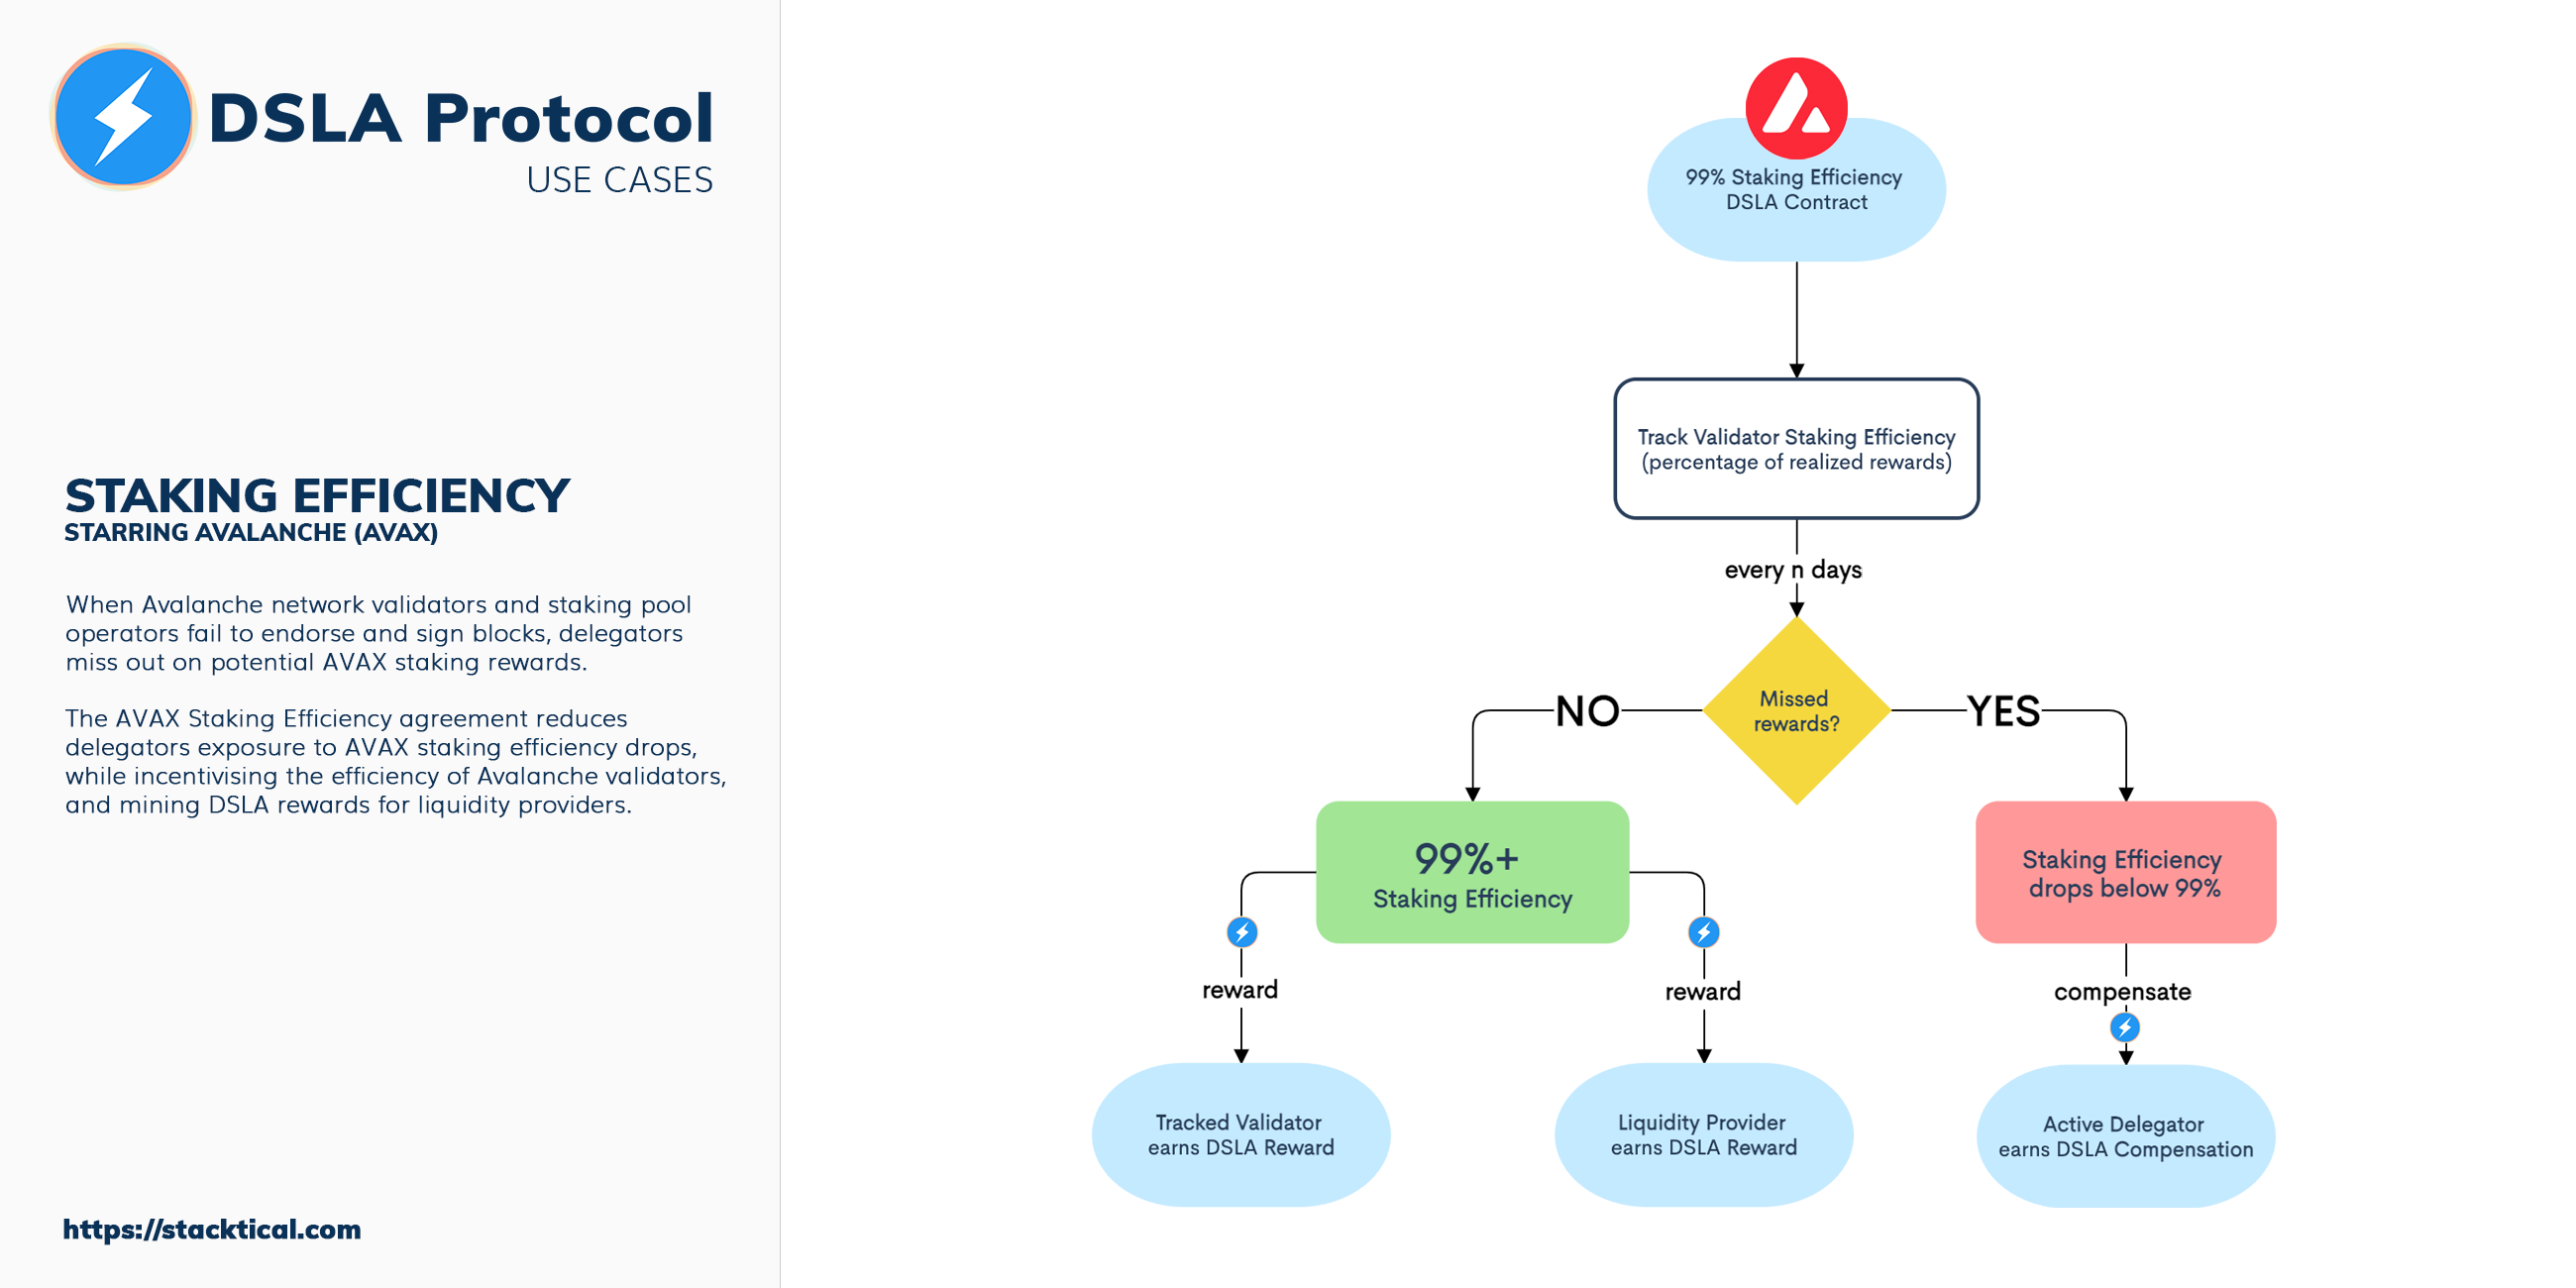 DSLA Protocol
USE CASES
STAKING EFFICIENCY
STARRING AVALANCHE (AVAX)
When Avalanche network validators and staking pool
operators fail to endorse and sign blocks, delegators
miss out on potential AVAX staking rewards.
The AVAX Staking Efficiency agreement reduces
delegators exposure to AVAX staking efficiency drops,
while incentivising the efficiency of Avalanche validators,
and mining DSLA rewards for liquidity providers.
https://stacktical.com
99% Staking Efficiency
DSLA Contract
Track Validator Staking Efficiency
(percentage of realized rewards)
every n days
Missed
rewards?
NO
YES
99%+
Staking Efficiency
Staking Efficiency
drops below 99%
reward
reward
compensate
Tracked Validator
earns DSLA Reward
Liquidity Provider
earns DSLA Reward
Active Delegator
earns DSLA Compensation